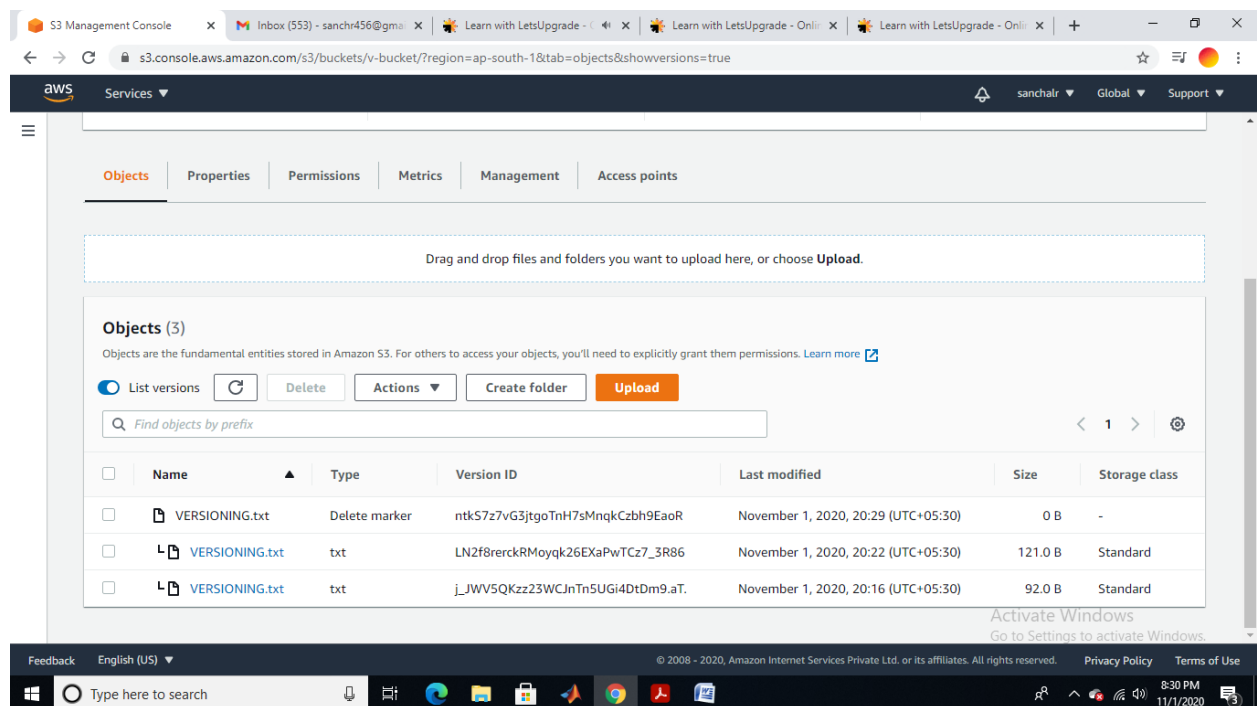 S3 Management Console
Inbox (553) - sanchr456@gma
Learn with LetsUpgrade - O
Learn with LetsUpgrade - Onlin
Learn with LetsUpgrade - Onlin
s3.console.aws.amazon.com/s3/buckets/v-bucket/?region=ap-south-1&tab=objects&showversions=true
aws Services ▼ sanchalr ▼ Global ▼ Support ▼
Objects Properties Permissions Metrics Management Access points
Drag and drop files and folders you want to upload here, or choose Upload.
Objects (3)
Objects are the fundamental entities stored in Amazon S3. For others to access your objects, you'll need to explicitly grant them permissions. Learn more
List versions Delete Actions ▼ Create folder Upload
Find objects by prefix < 1 >
Name ▲ Type Version ID Last modified Size Storage class
VERSIONING.txt Delete marker ntkS7z7vG3jtgoTnH7sMnqkCzbh9EaoR November 1, 2020, 20:29 (UTC+05:30) 0 B -
VERSIONING.txt txt LN2f8rerckRMoyqk26EXaPwTCz7_3R86 November 1, 2020, 20:22 (UTC+05:30) 121.0 B Standard
VERSIONING.txt txt j_JWV5QKzz23WCJnTn5UGi4DtDm9.aT. November 1, 2020, 20:16 (UTC+05:30) 92.0 B Standard
Activate Windows
Go to Settings to activate Windows.
Feedback English (US) ▼ © 2008 - 2020, Amazon Internet Services Private Ltd. or its affiliates. All rights reserved. Privacy Policy Terms of Use
Type here to search
8:30 PM
11/1/2020
3